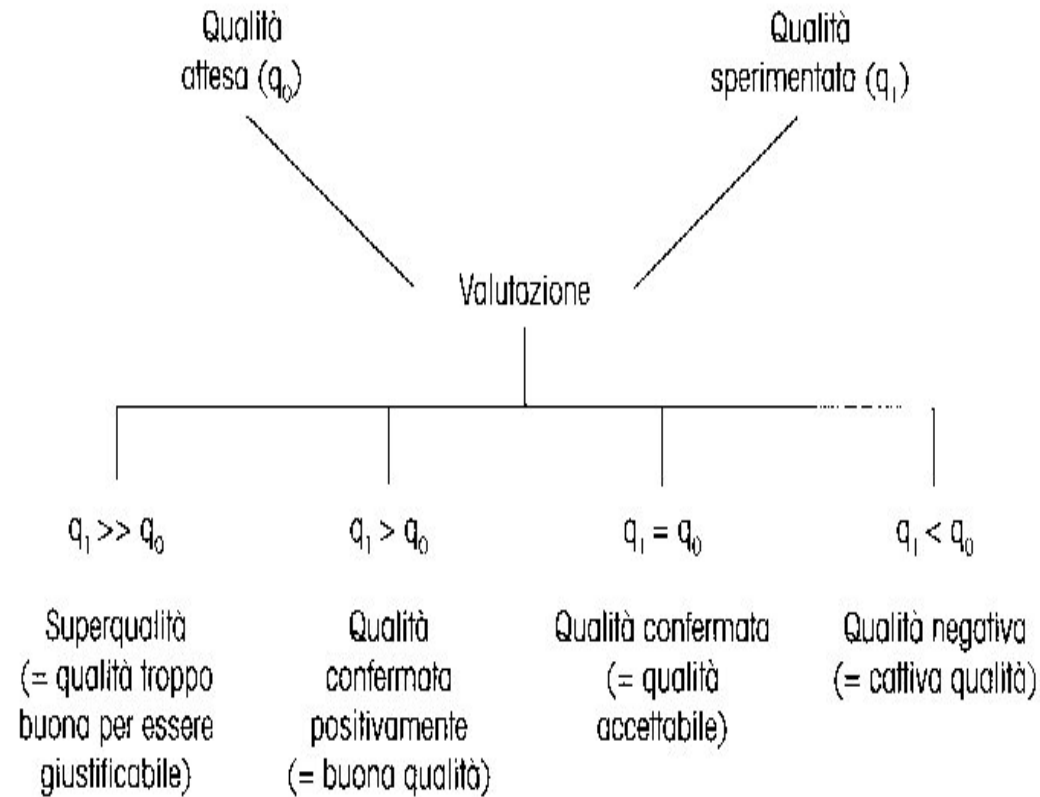 Qualità
attesa (q₀)
Qualità
sperimentata (q₁)
Valutazione
q₁ >> q₀
q₁ > q₀
q₁ = q₀
q₁ < q₀
Superqualità
(= qualità troppo
buona per essere
giustificabile)
Qualità
confermata
positivamente
(= buona qualità)
Qualità confermata
(= qualità
accettabile)
Qualità negativa
(= cattiva qualità)